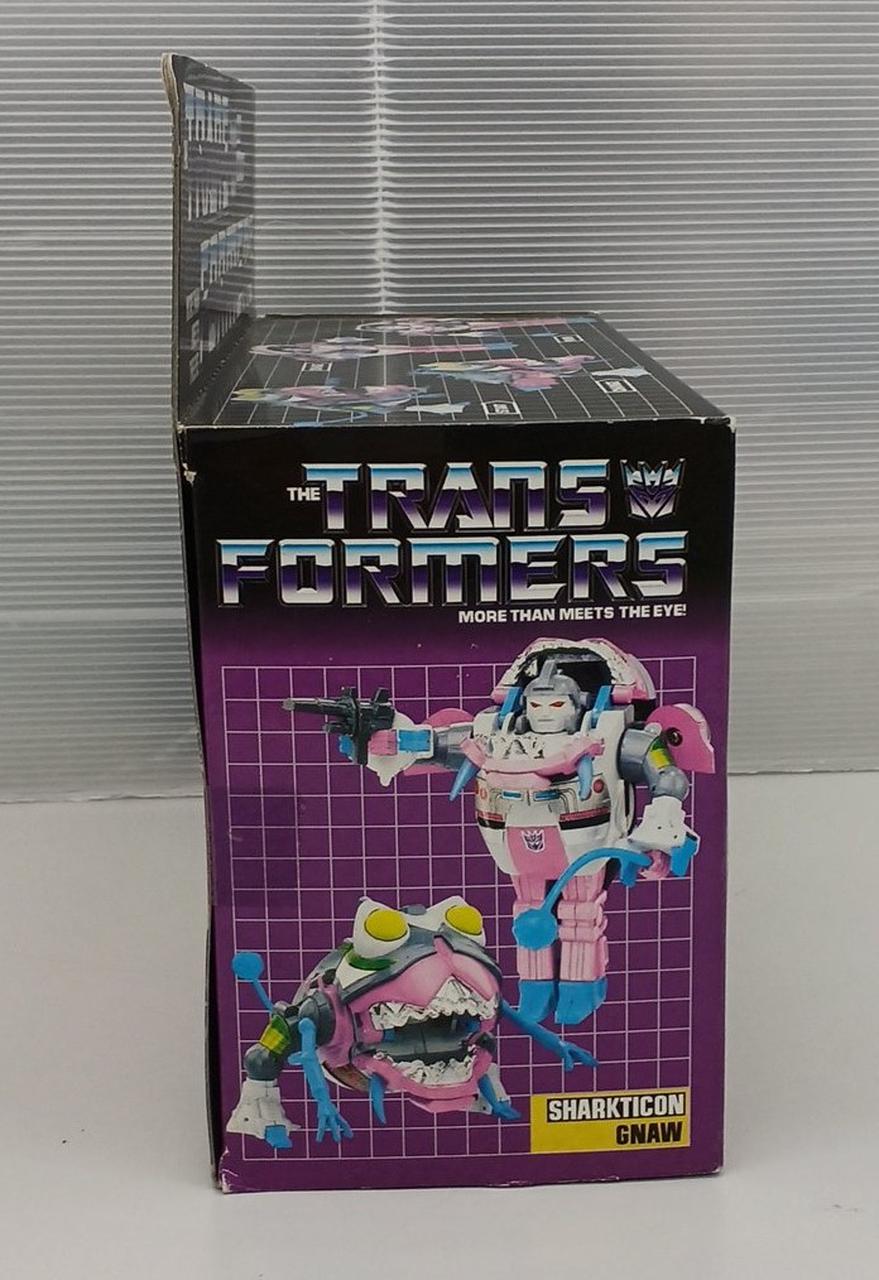 THE TRANS
FORMERS
MORE THAN MEETS THE EYE!
SHARKTICON
GNAW